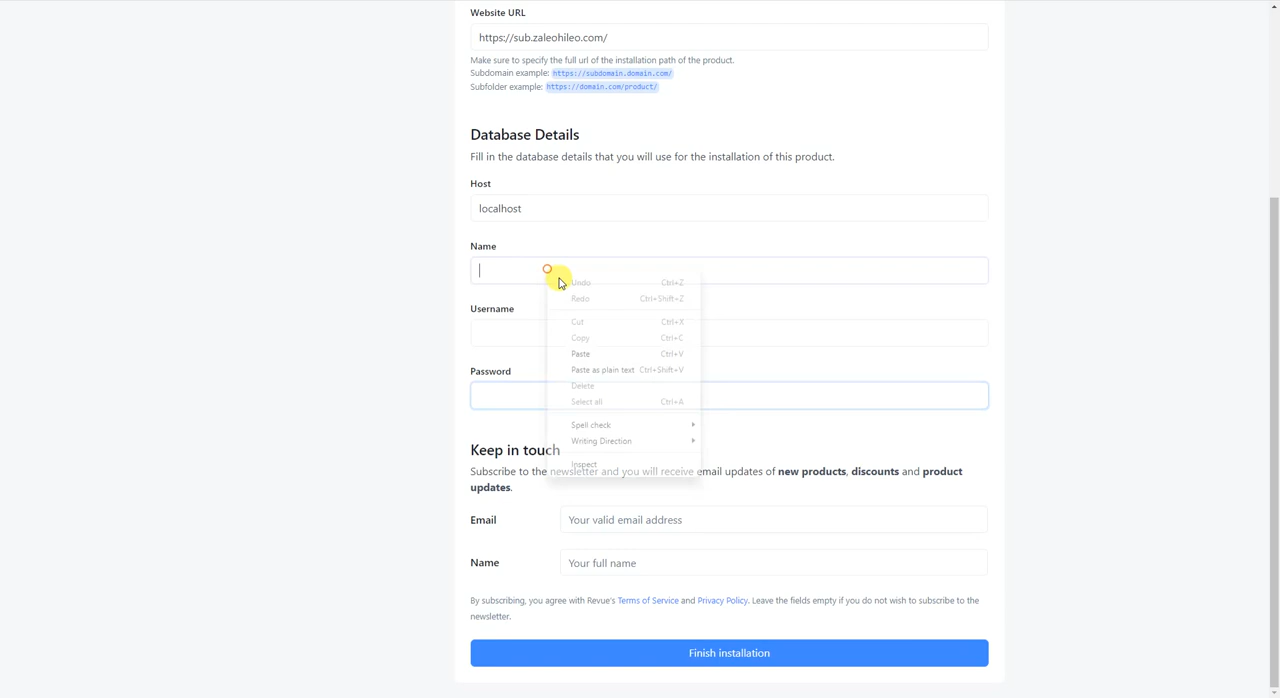 Website URL
https://sub.zaleohileo.com/
Make sure to specify the full url of the installation path of the product.
Subdomain example: https://subdomain.domain.com/
Subfolder example: https://domain.com/product/
Database Details
Fill in the database details that you will use for the installation of this product.
Host
localhost
Name
Undo Ctrl+Z
Redo Ctrl+Shift+Z
Username
Cut Ctrl+X
Copy Ctrl+C
Paste Ctrl+V
Paste as plain text Ctrl+Shift+V
Password
Delete
Select all Ctrl+A
Spell check
Writing Direction
Keep in touch
Inspect
Subscribe to the newsletter and you will receive email updates of new products, discounts and product
updates.
Email Your valid email address
Name Your full name
By subscribing, you agree with Revue's Terms of Service and Privacy Policy. Leave the fields empty if you do not wish to subscribe to the
newsletter.
Finish installation